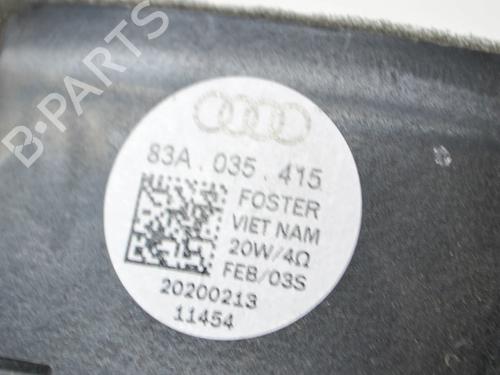 B-PARTS
83A.035.415
FOSTER
VIET NAM
20W/4Ω
FEB/03S
20200213
11454